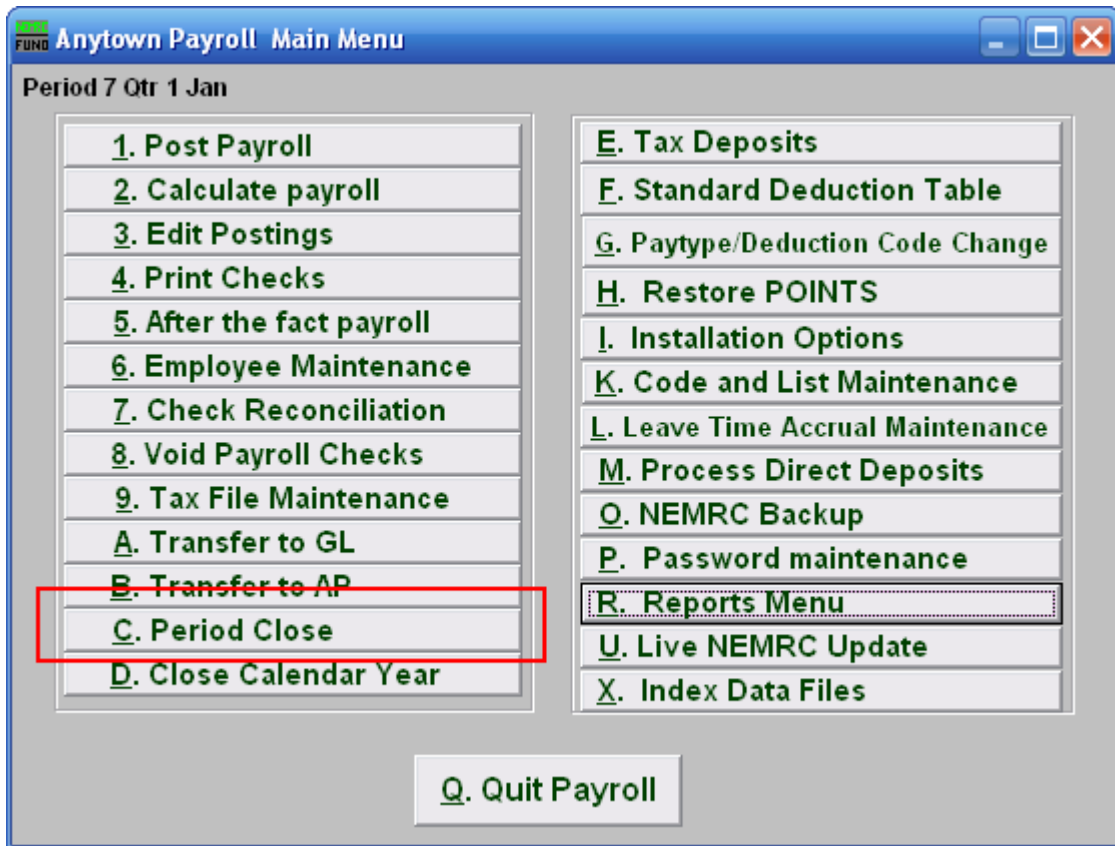 NEMRC
FUND Anytown Payroll Main Menu
Period 7 Qtr 1 Jan
1. Post Payroll
2. Calculate payroll
3. Edit Postings
4. Print Checks
5. After the fact payroll
6. Employee Maintenance
7. Check Reconciliation
8. Void Payroll Checks
9. Tax File Maintenance
A. Transfer to GL
B. Transfer to AP
C. Period Close
D. Close Calendar Year
E. Tax Deposits
F. Standard Deduction Table
G. Paytype/Deduction Code Change
H. Restore POINTS
I. Installation Options
K. Code and List Maintenance
L. Leave Time Accrual Maintenance
M. Process Direct Deposits
O. NEMRC Backup
P. Password maintenance
R. Reports Menu
U. Live NEMRC Update
X. Index Data Files
Q. Quit Payroll